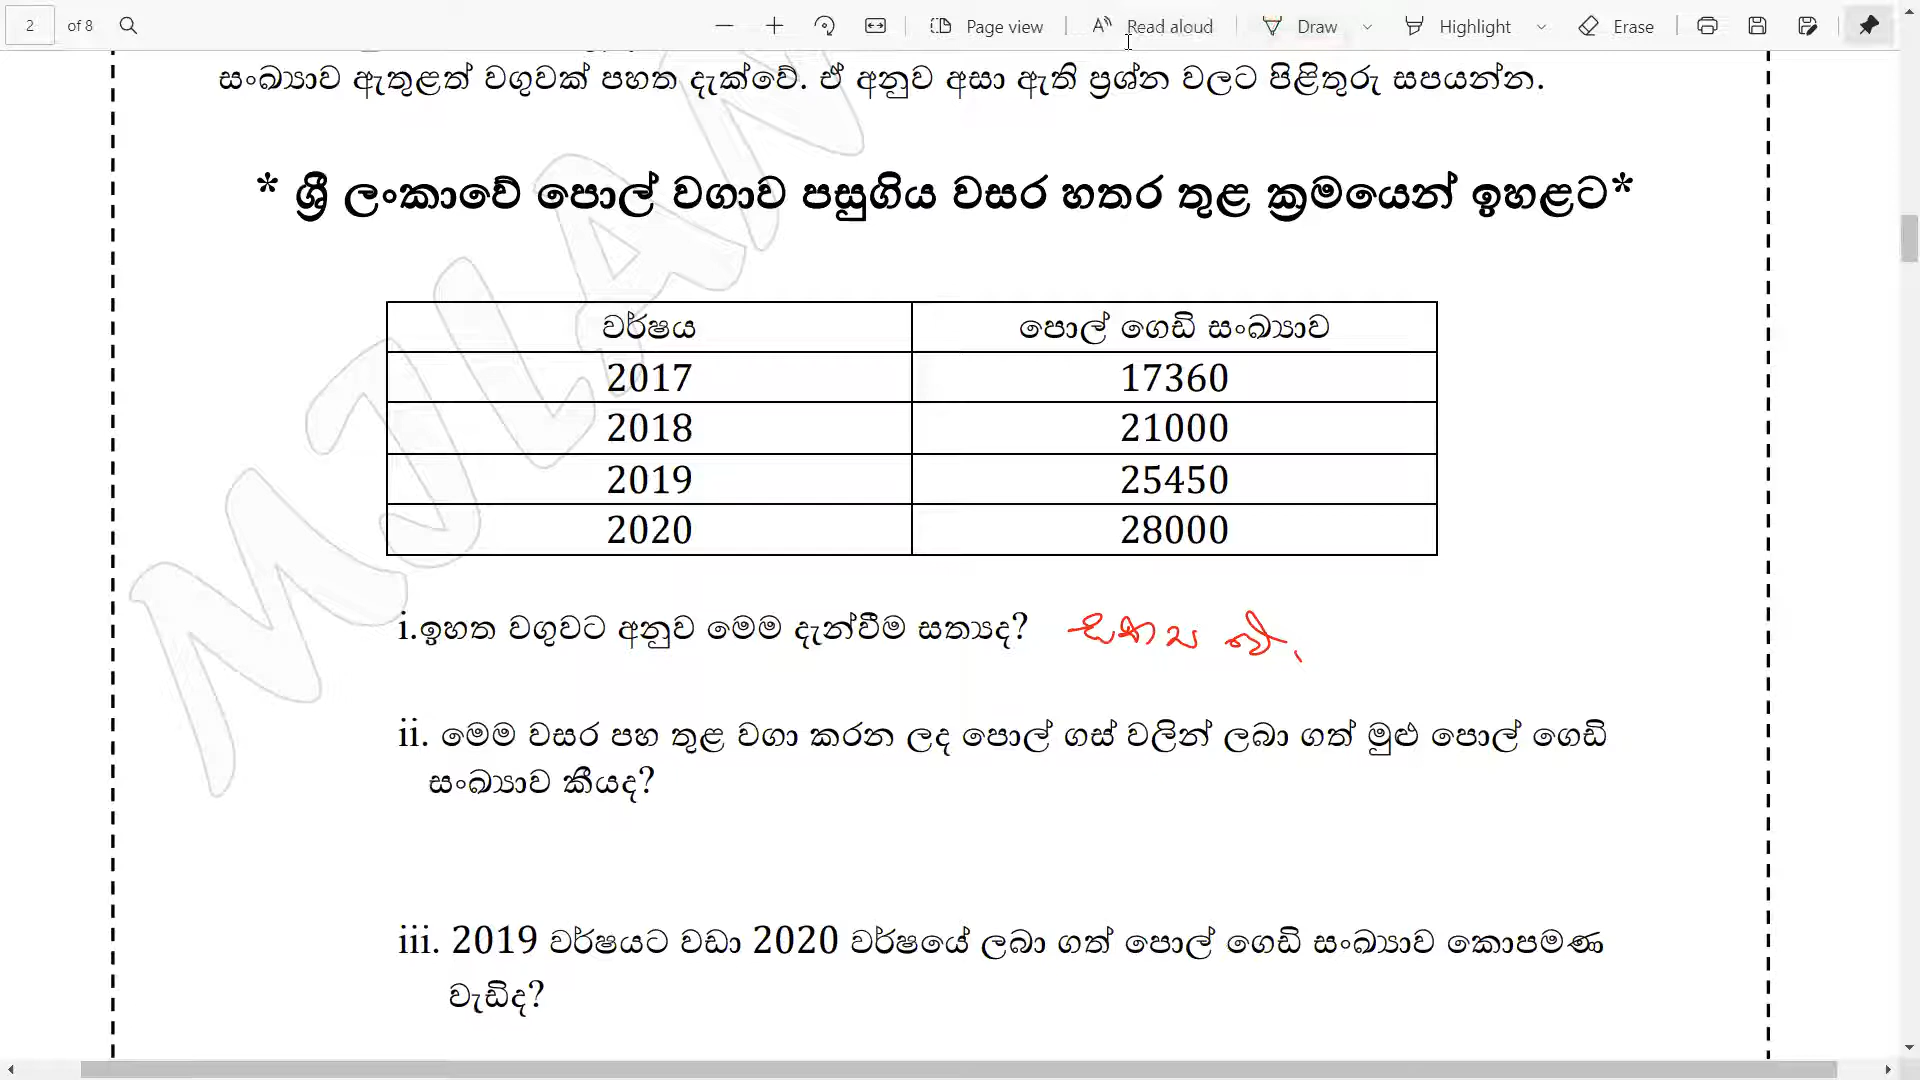 2 of 8 Page view Read aloud Draw Highlight Erase
සංඛ්‍යාව ඇතුළත් වගුවක් පහත දැක්වේ. ඒ අනුව අසා ඇති ප්‍රශ්න වලට පිළිතුරු සපයන්න.
* ශ්‍රී ලංකාවේ පොල් වගාව පසුගිය වසර හතර තුළ ක්‍රමයෙන් ඉහළට*
වර්ෂය පොල් ගෙඩි සංඛ්‍යාව
2017 17360
2018 21000
2019 25450
2020 28000
i.ඉහත වගුවට අනුව මෙම දැන්වීම සත්‍යද? සත්‍ය වේ.
ii. මෙම වසර පහ තුළ වගා කරන ලද පොල් ගස් වලින් ලබා ගත් මුළු පොල් ගෙඩි
සංඛ්‍යාව කීයද?
iii. 2019 වර්ෂයට වඩා 2020 වර්ෂයේ ලබා ගත් පොල් ගෙඩි සංඛ්‍යාව කොපමණ
වැඩිද?